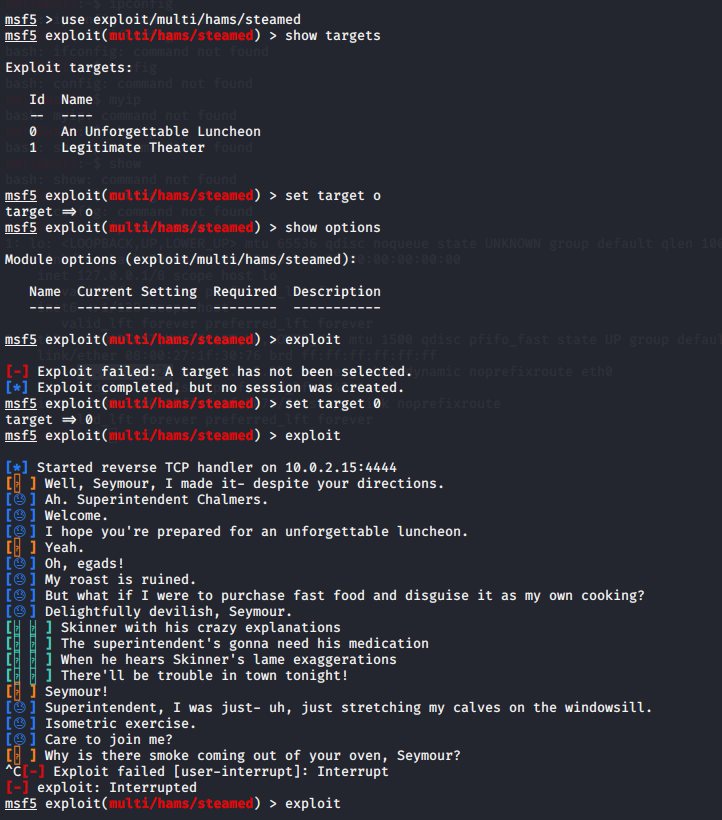 msf5 > use exploit/multi/hams/steamed
msf5 exploit(multi/hams/steamed) > show targets
Exploit targets:
Id Name
-- ----
0 An Unforgettable Luncheon
1 Legitimate Theater
msf5 exploit(multi/hams/steamed) > set target o
target => o
msf5 exploit(multi/hams/steamed) > show options
Module options (exploit/multi/hams/steamed):
Name Current Setting Required Description
---- --------------- -------- -----------
msf5 exploit(multi/hams/steamed) > exploit
[-] Exploit failed: A target has not been selected.
[*] Exploit completed, but no session was created.
msf5 exploit(multi/hams/steamed) > set target 0
target => 0
msf5 exploit(multi/hams/steamed) > exploit
[*] Started reverse TCP handler on 10.0.2.15:4444
[ ] Well, Seymour, I made it- despite your directions.
[☹] Ah. Superintendent Chalmers.
[☹] Welcome.
[☹] I hope you're prepared for an unforgettable luncheon.
[ ] Yeah.
[☹] Oh, egads!
[☹] My roast is ruined.
[☹] But what if I were to purchase fast food and disguise it as my own cooking?
[☹] Delightfully devilish, Seymour.
[ ] Skinner with his crazy explanations
[ ] The superintendent's gonna need his medication
[ ] When he hears Skinner's lame exaggerations
[ ] There'll be trouble in town tonight!
[ ] Seymour!
[☹] Superintendent, I was just- uh, just stretching my calves on the windowsill.
[☹] Isometric exercise.
[☹] Care to join me?
[ ] Why is there smoke coming out of your oven, Seymour?
^C[-] Exploit failed [user-interrupt]: Interrupt
[-] exploit: Interrupted
msf5 exploit(multi/hams/steamed) > exploit